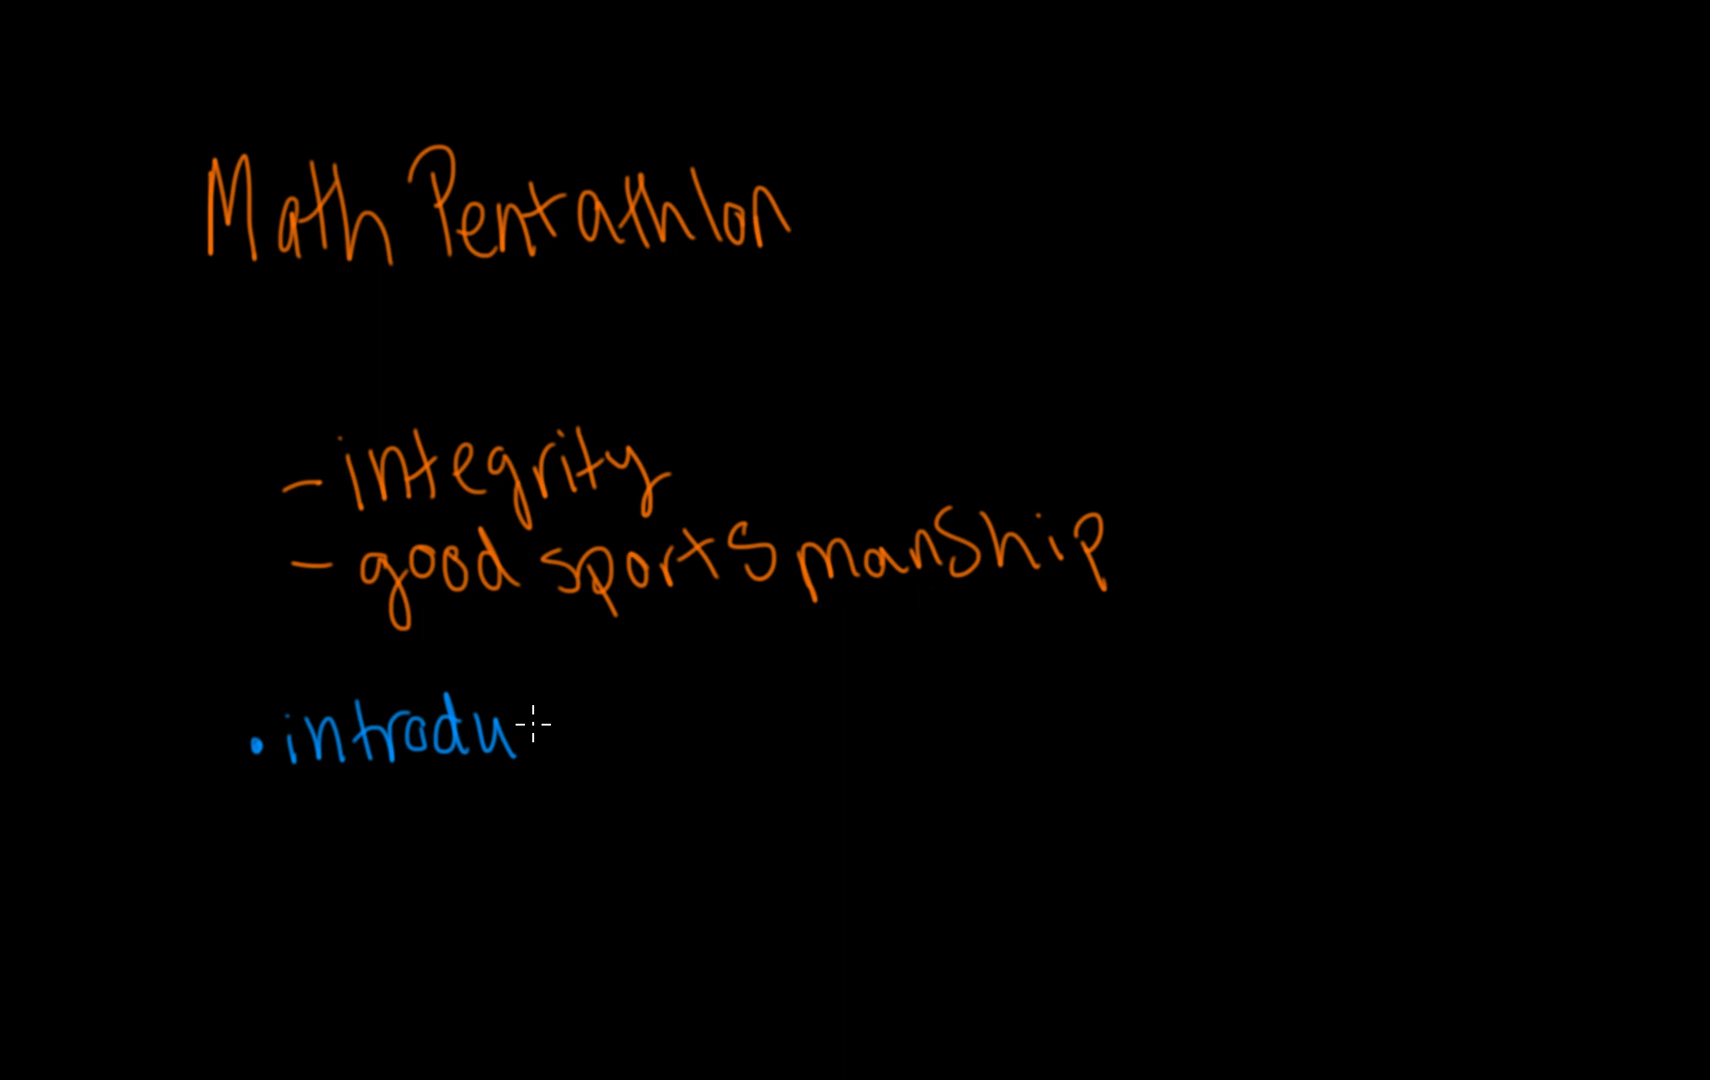 Math Pentathlon
- integrity
- good sportsmanship
• introdu